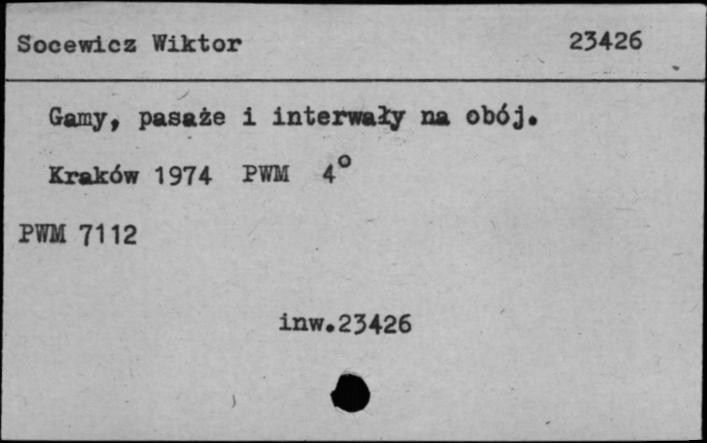 Socewicz Wiktor 23426
Gamy, pasaże i interwały na obój.
Kraków 1974 PWM 4°
PWM 7112
inw.23426